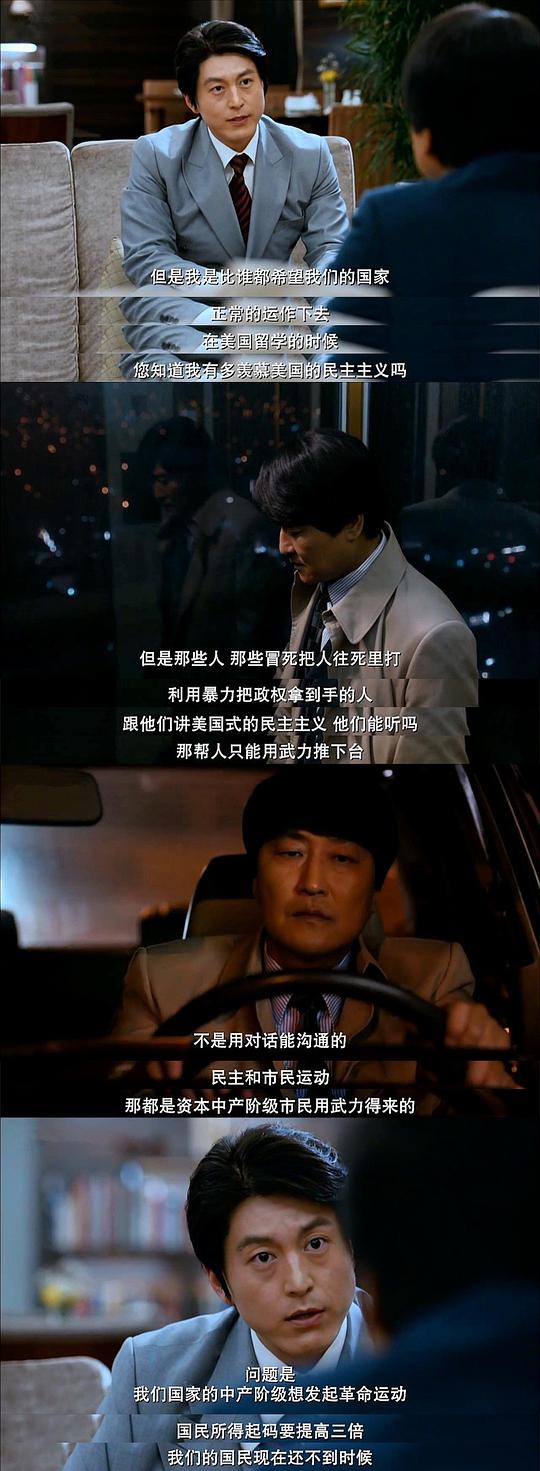 但是我是比谁都希望我们的国家
正常的运作下去
在美国留学的时候
您知道我有多羡慕美国的民主主义吗
但是那些人 那些冒死把人往死里打
利用暴力把政权拿到手的人
跟他们讲美国式的民主主义 他们能听吗
那帮人只能用武力推下台
不是用对话能沟通的
民主和市民运动
那都是资本中产阶级市民用武力得来的
问题是
我们国家的中产阶级想发起革命运动
国民所得起码要提高三倍
我们的国民现在还不到时候